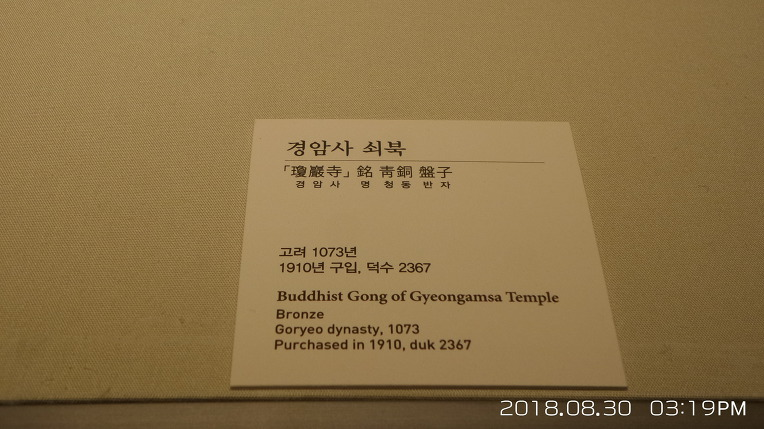 경암사 쇠북
「瓊巖寺」銘 靑銅 盤子
경암사 명 청동 반자
고려 1073년
1910년 구입, 덕수 2367
Buddhist Gong of Gyeongamsa Temple
Bronze
Goryeo dynasty, 1073
Purchased in 1910, duk 2367
2018.08.30 03:19PM